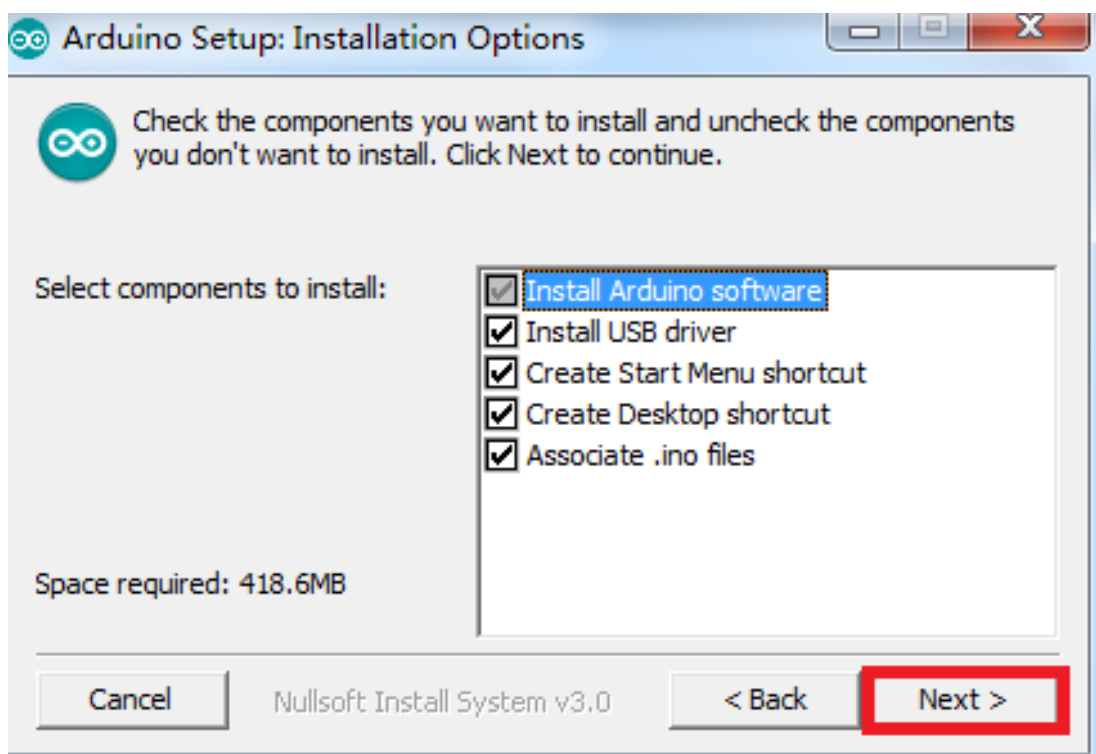 Arduino Setup: Installation Options
Check the components you want to install and uncheck the components
you don't want to install. Click Next to continue.
Select components to install:
Install Arduino software
Install USB driver
Create Start Menu shortcut
Create Desktop shortcut
Associate .ino files
Space required: 418.6MB
Cancel
Nullsoft Install System v3.0
< Back
Next >